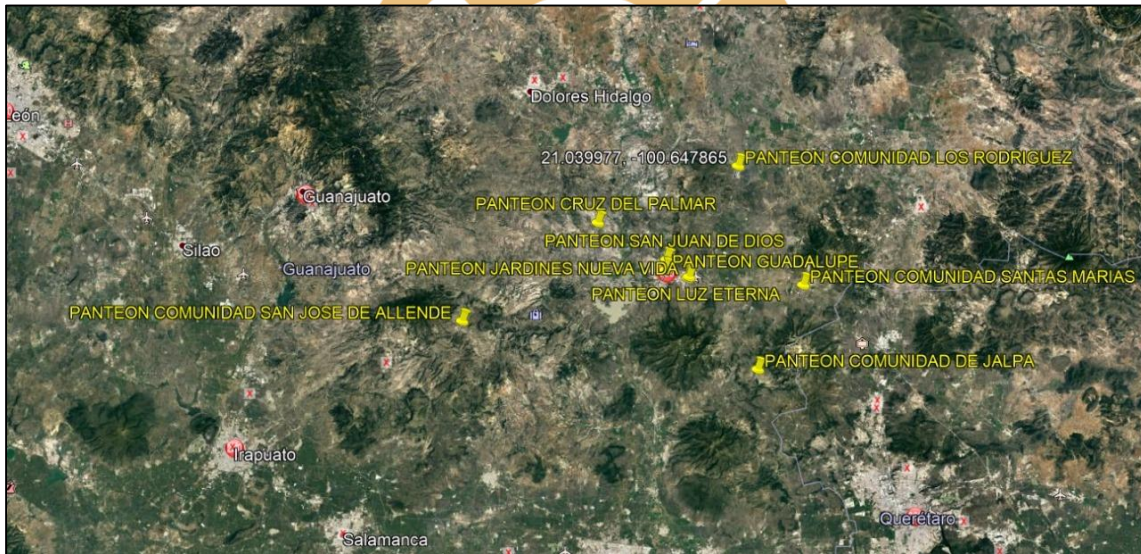 Dolores Hidalgo
León
21.039977, -100.647865
PANTEON COMUNIDAD LOS RODRIGUEZ
Guanajuato
PANTEON CRUZ DEL PALMAR
PANTEON SAN JUAN DE DIOS
Silao
PANTEON GUADALUPE
Guanajuato
PANTEON JARDINES NUEVA VIDA
PANTEON COMUNIDAD SANTAS MARIAS
PANTEON LUZ ETERNA
PANTEON COMUNIDAD SAN JOSE DE ALLENDE
PANTEON COMUNIDAD DE JALPA
Irapuato
Querétaro
Salamanca